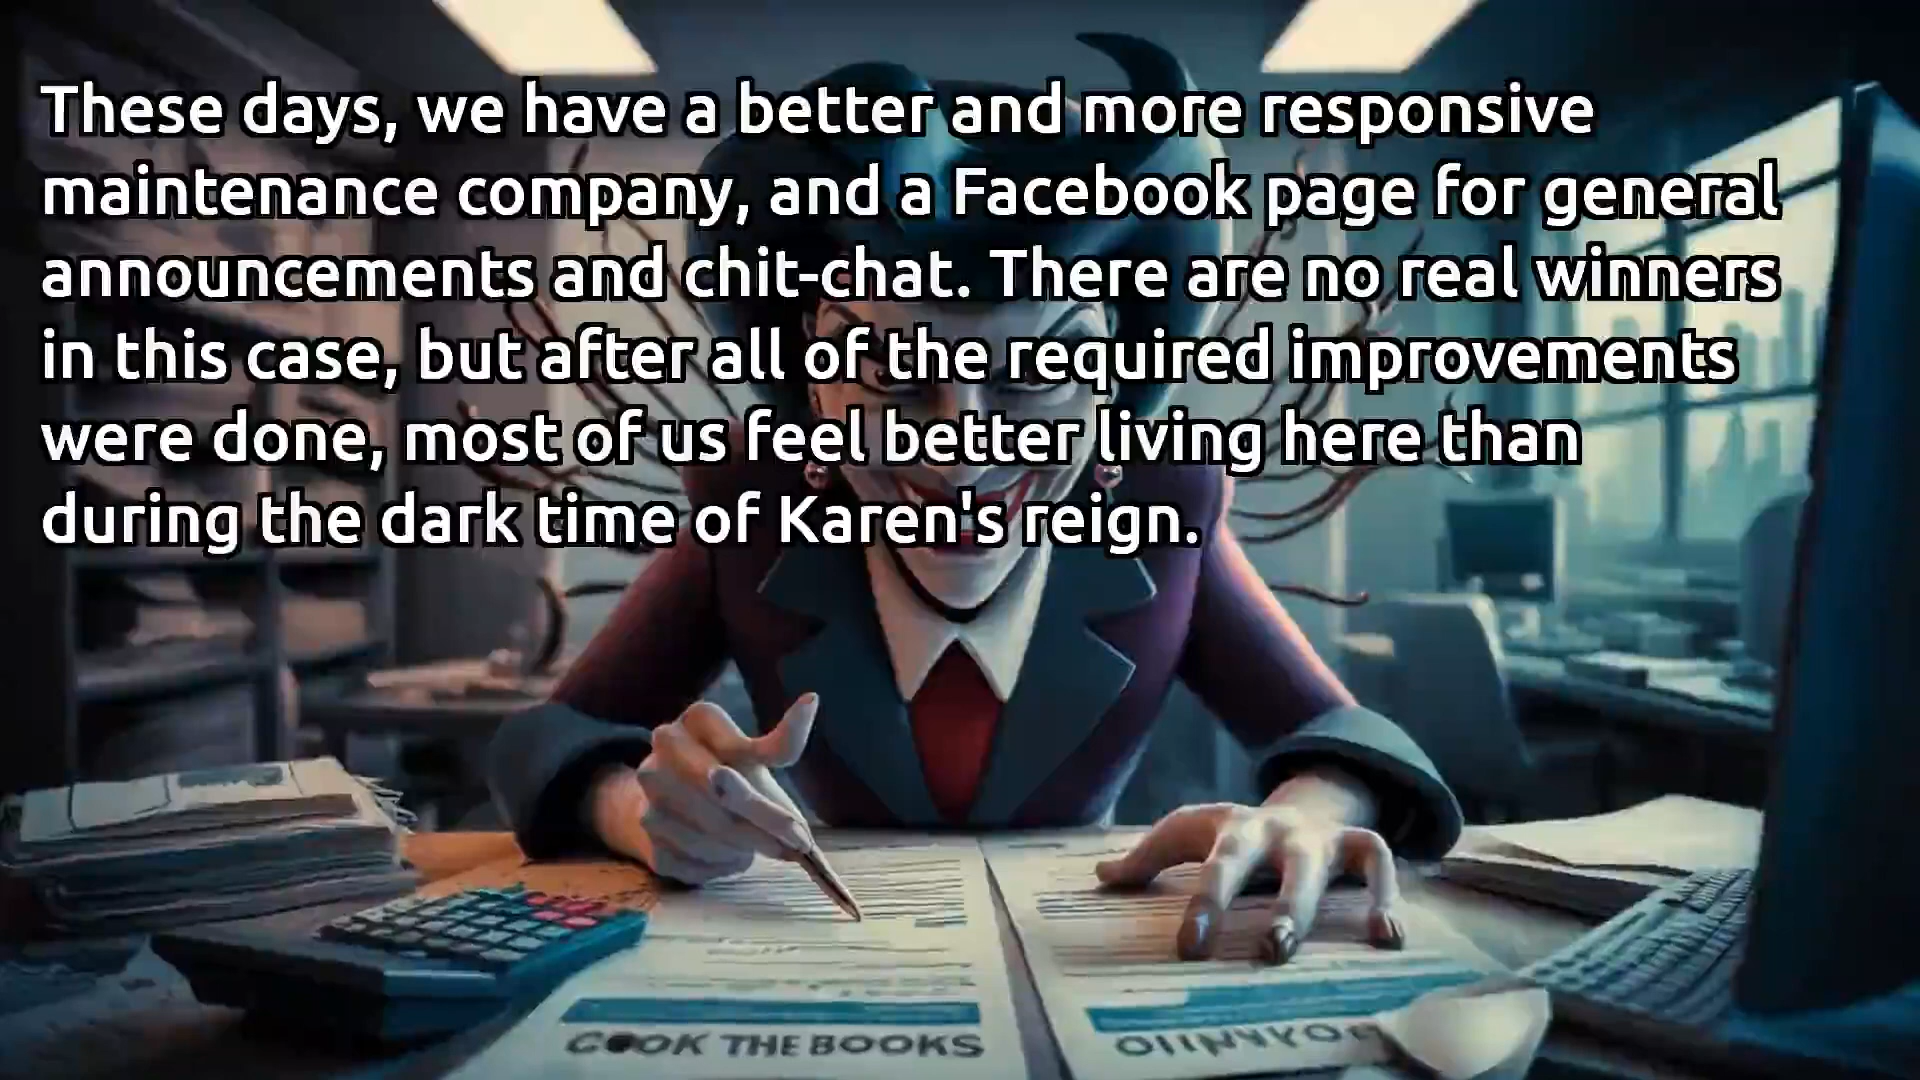 These days, we have a better and more responsive
maintenance company, and a Facebook page for general
announcements and chit-chat. There are no real winners
in this case, but after all of the required improvements
were done, most of us feel better living here than
during the dark time of Karen's reign.
COOK THE BOOKS